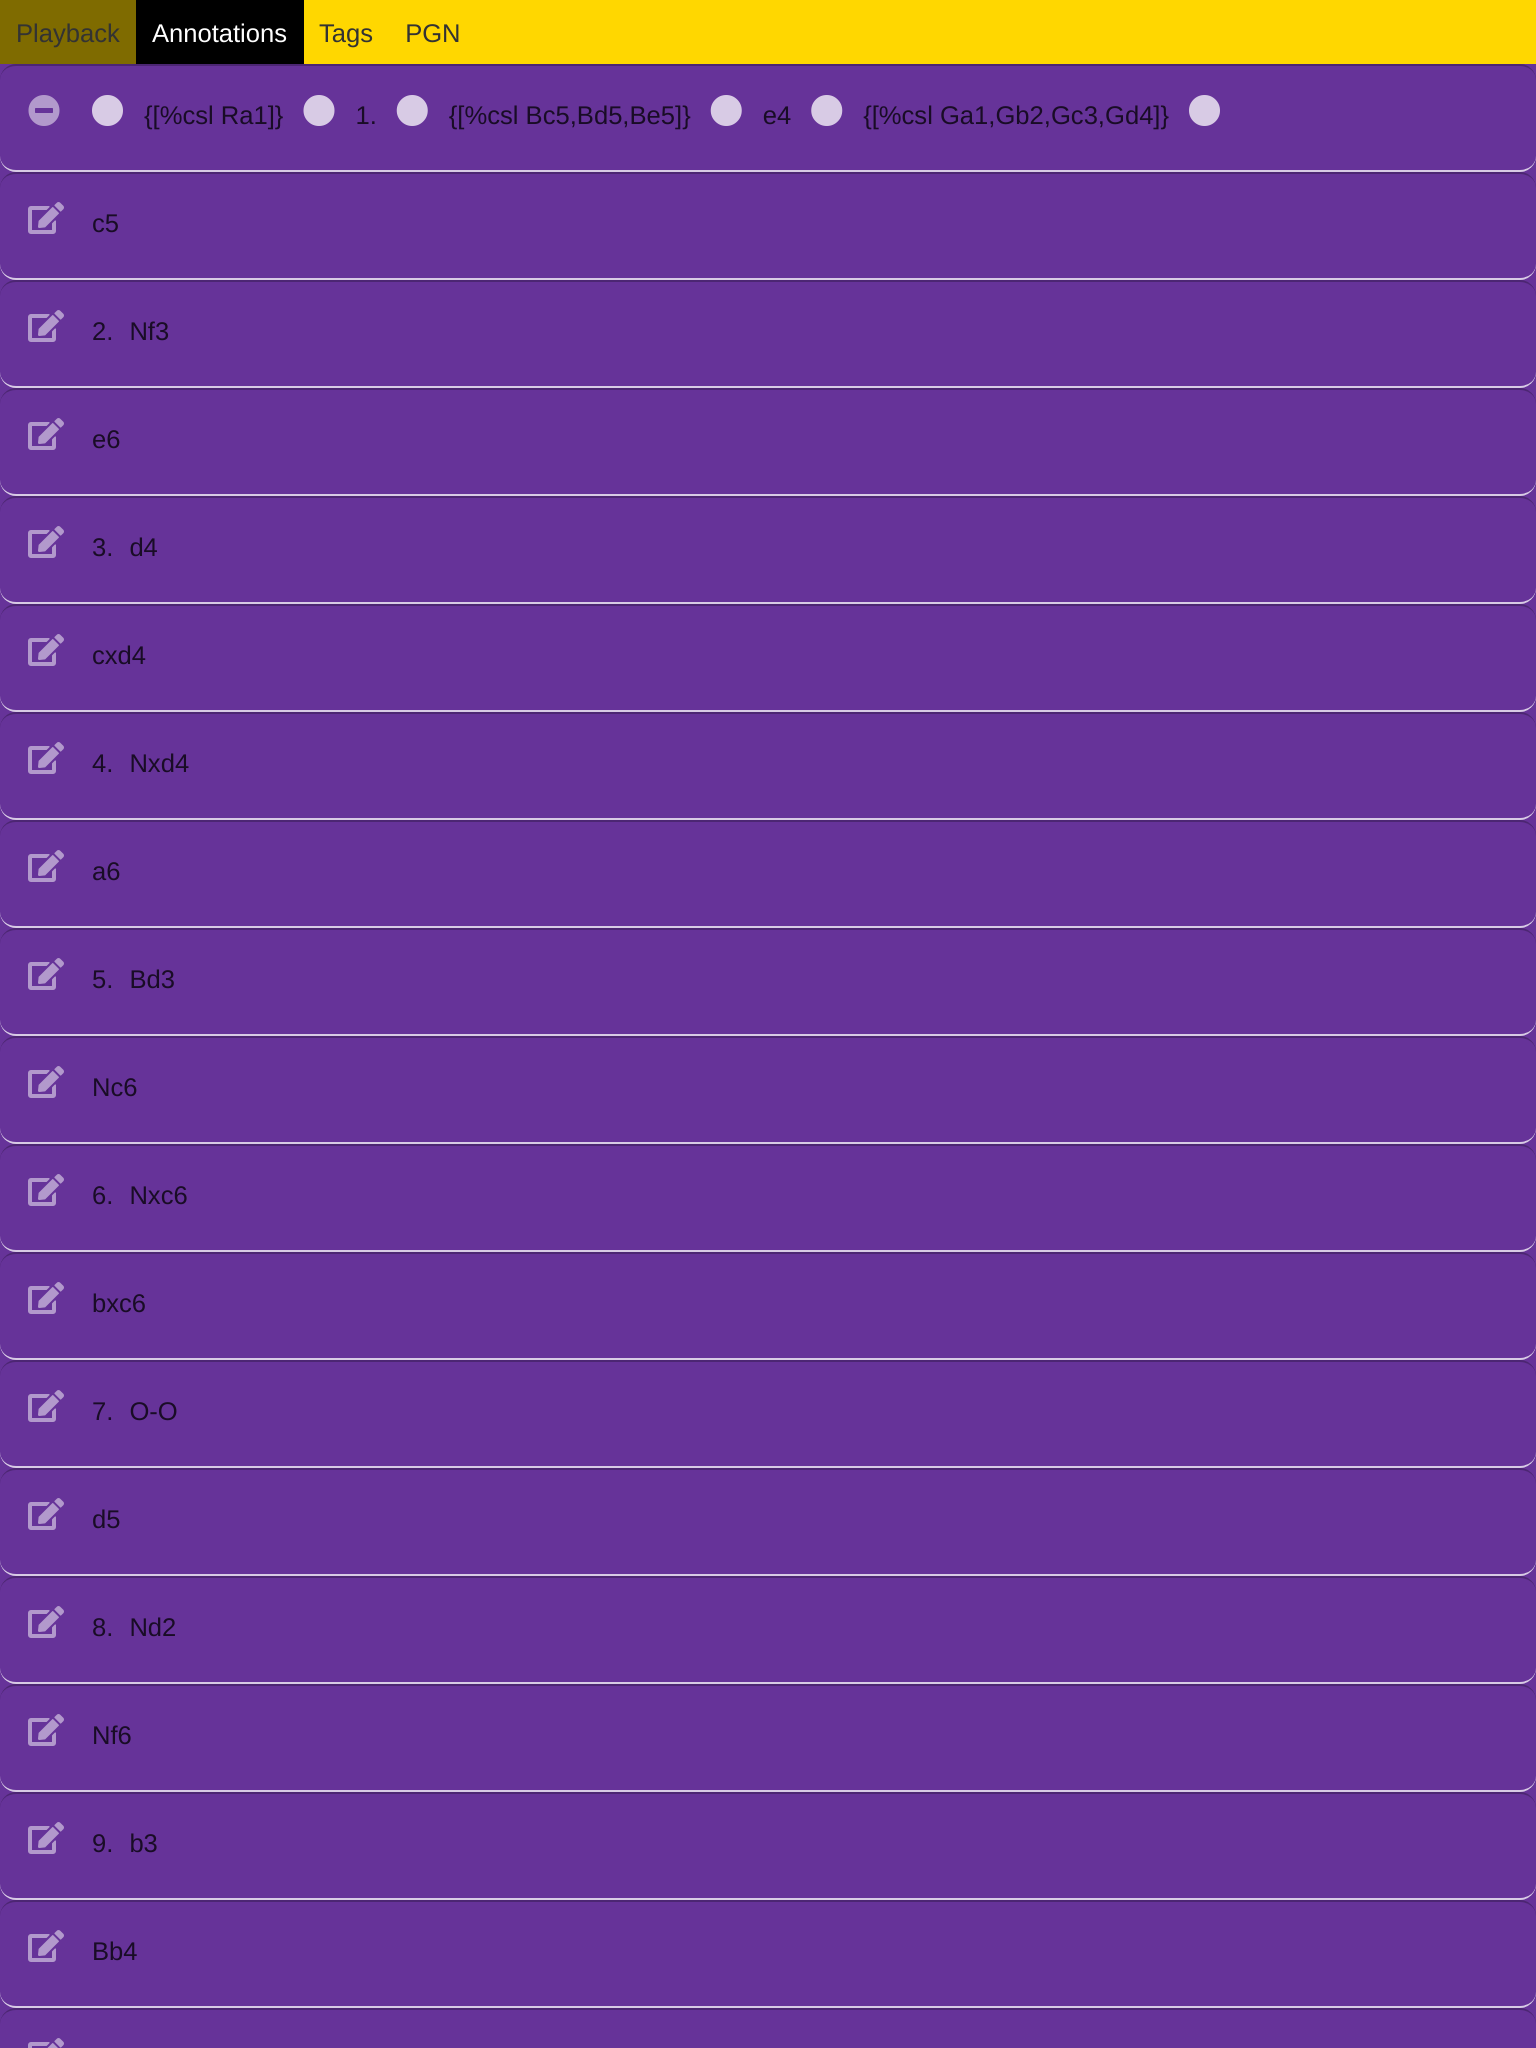 Playback Annotations Tags PGN
{[%csl Ra1]} 1. {[%csl Bc5,Bd5,Be5]} e4 {[%csl Ga1,Gb2,Gc3,Gd4]}
c5
2. Nf3
e6
3. d4
cxd4
4. Nxd4
a6
5. Bd3
Nc6
6. Nxc6
bxc6
7. O-O
d5
8. Nd2
Nf6
9. b3
Bb4